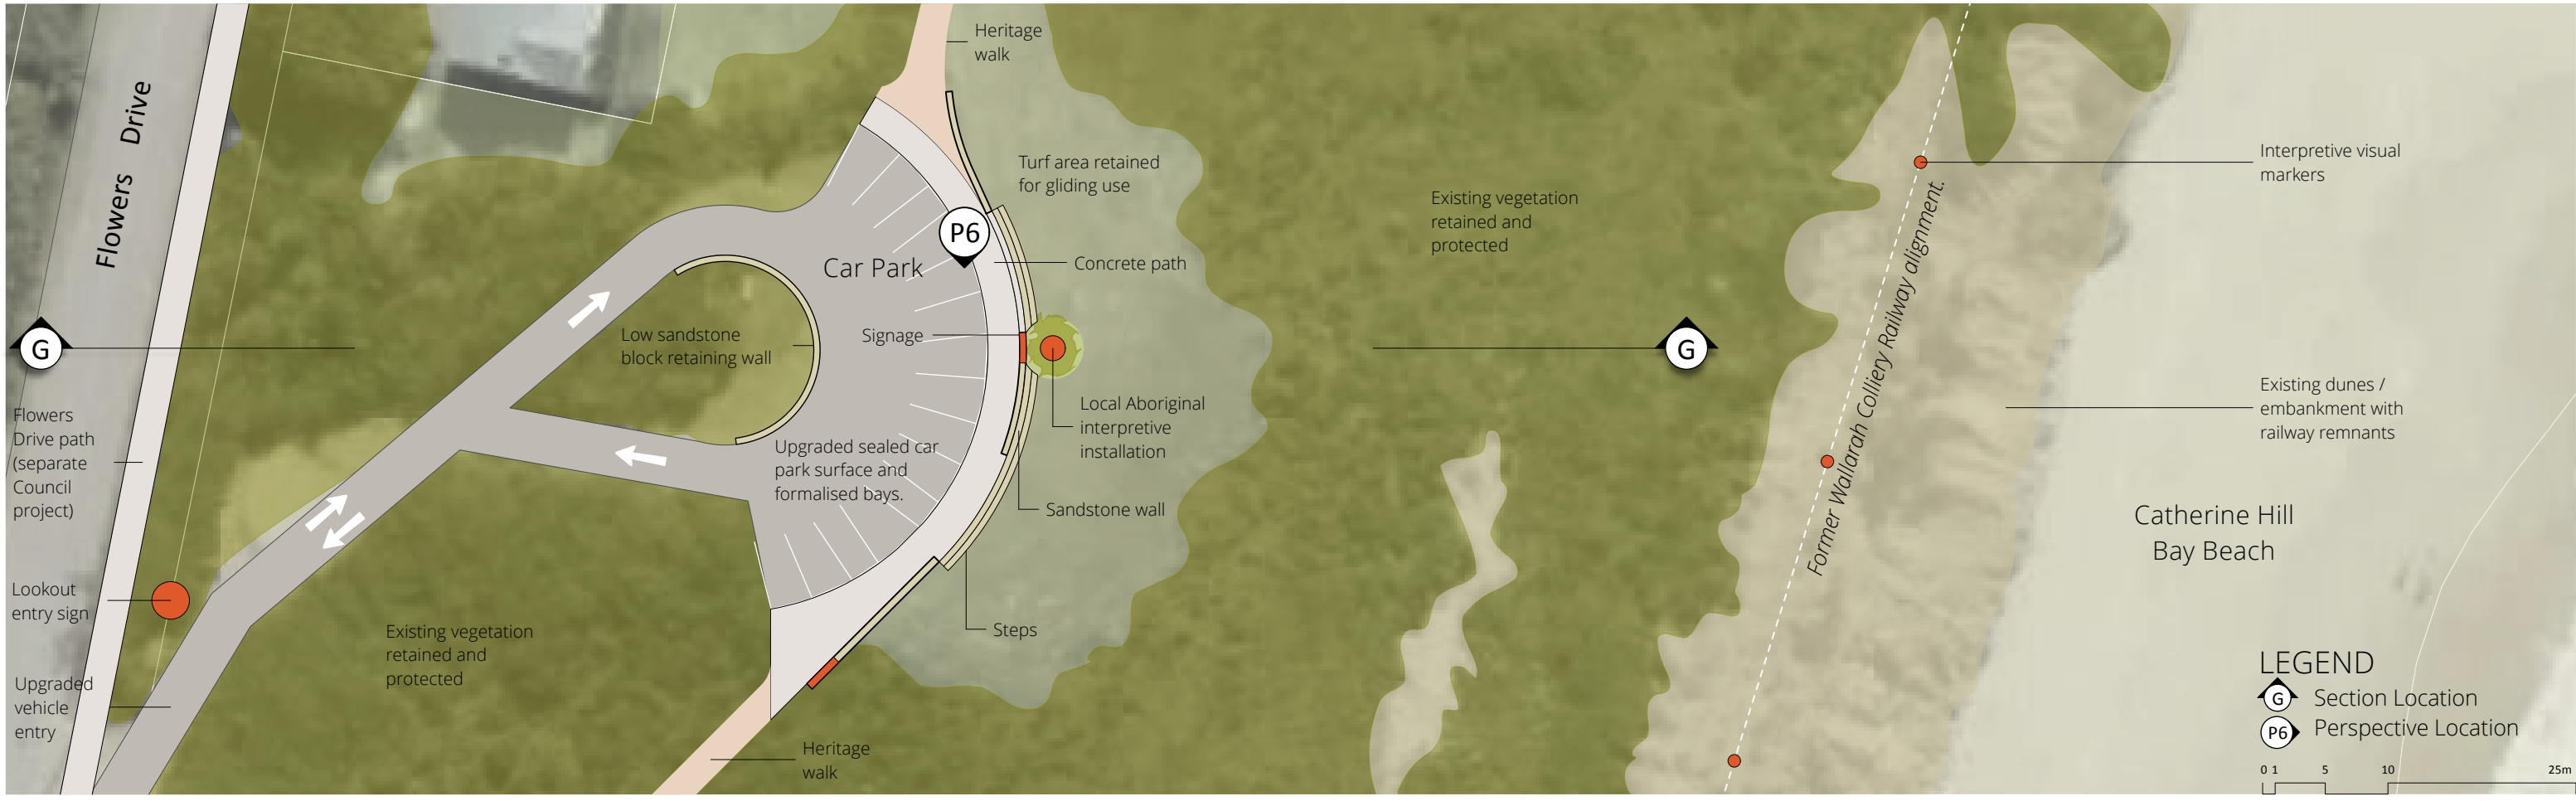 Flowers Drive
G
Flowers
Drive path
(separate
Council
project)
Lookout
entry sign
Upgraded
vehicle
entry
Existing vegetation
retained and
protected
Low sandstone
block retaining wall
Car Park
Signage
Upgraded sealed car
park surface and
formalised bays.
Heritage
walk
Heritage
walk
Turf area retained
for gliding use
P6
Concrete path
Local Aboriginal
interpretive
installation
Sandstone wall
Steps
Existing vegetation
retained and
protected
G
Former Wallarah Colliery Railway alignment.
Interpretive visual
markers
Existing dunes /
embankment with
railway remnants
Catherine Hill
Bay Beach
LEGEND
G Section Location
P6 Perspective Location
0 1 5 10 25m